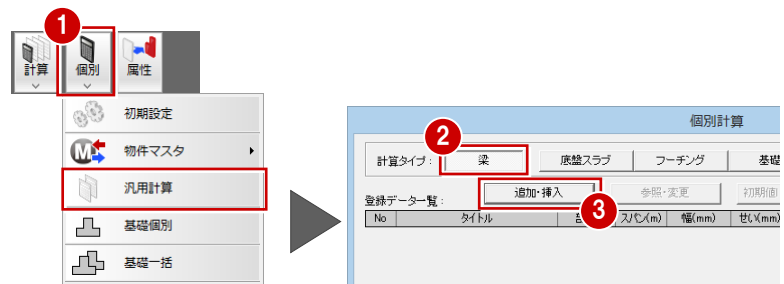 1
計算
個別
属性
初期設定
物件マスタ
汎用計算
基礎個別
基礎一括
個別計算
2
計算タイプ：
梁
底盤スラブ
フーチング
基礎
登録データ一覧：
追加・挿入
参照・変更
初期値
3
No
タイトル
スパン(m)
幅(mm)
せい(mm)